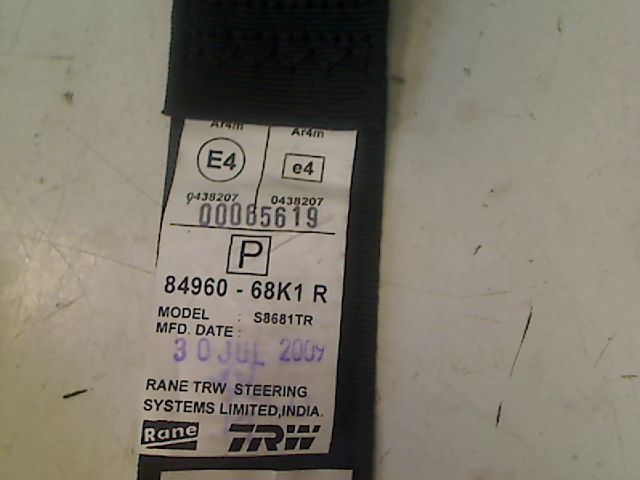 Ar4m Ar4m
E4 e4
0438207 0438207
00085619
P
84960 - 68K1 R
MODEL : S8681TR
MFD. DATE :
30 JUL 2009
RANE TRW STEERING
SYSTEMS LIMITED,INDIA.
Rane TRW